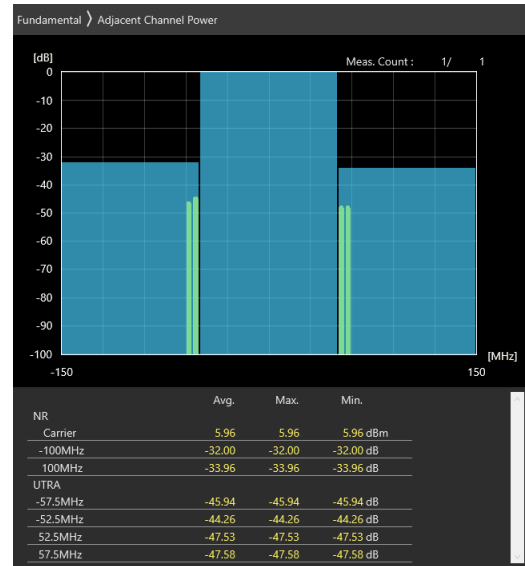 Fundamental 〉 Adjacent Channel Power
[dB]
Meas. Count : 1/ 1
0
-10
-20
-30
-40
-50
-60
-70
-80
-90
-100
[MHz]
-150 150
Avg. Max. Min.
NR
Carrier 5.96 5.96 5.96 dBm
-100MHz -32.00 -32.00 -32.00 dB
100MHz -33.96 -33.96 -33.96 dB
UTRA
-57.5MHz -45.94 -45.94 -45.94 dB
-52.5MHz -44.26 -44.26 -44.26 dB
52.5MHz -47.53 -47.53 -47.53 dB
57.5MHz -47.58 -47.58 -47.58 dB